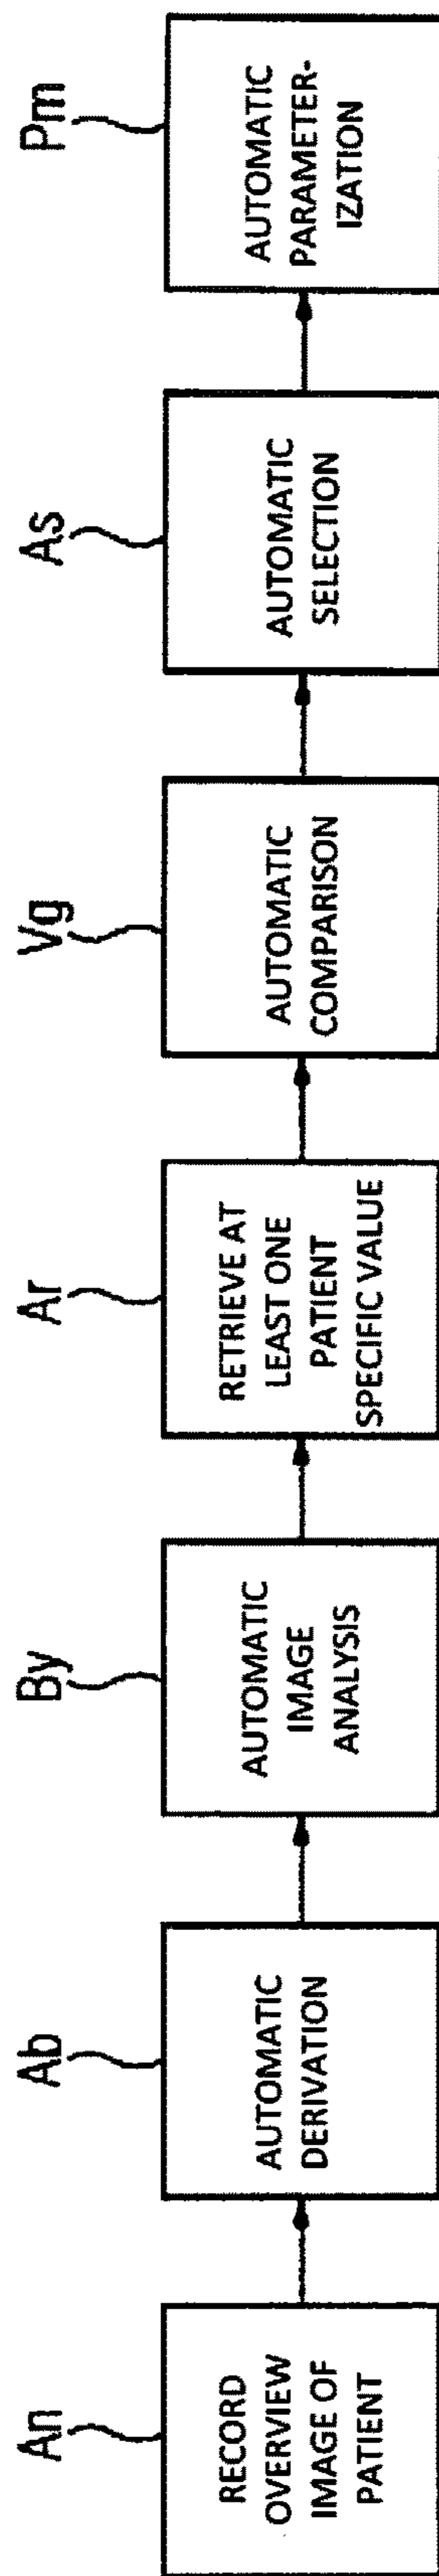 An
RECORD
OVERVIEW
IMAGE OF
PATIENT
Ab
AUTOMATIC
DERIVATION
By
AUTOMATIC
IMAGE
ANALYSIS
Ar
RETRIEVE AT
LEAST ONE
PATIENT
SPECIFIC VALUE
Vg
AUTOMATIC
COMPARISON
As
AUTOMATIC
SELECTION
Pm
AUTOMATIC
PARAMETER-
IZATION